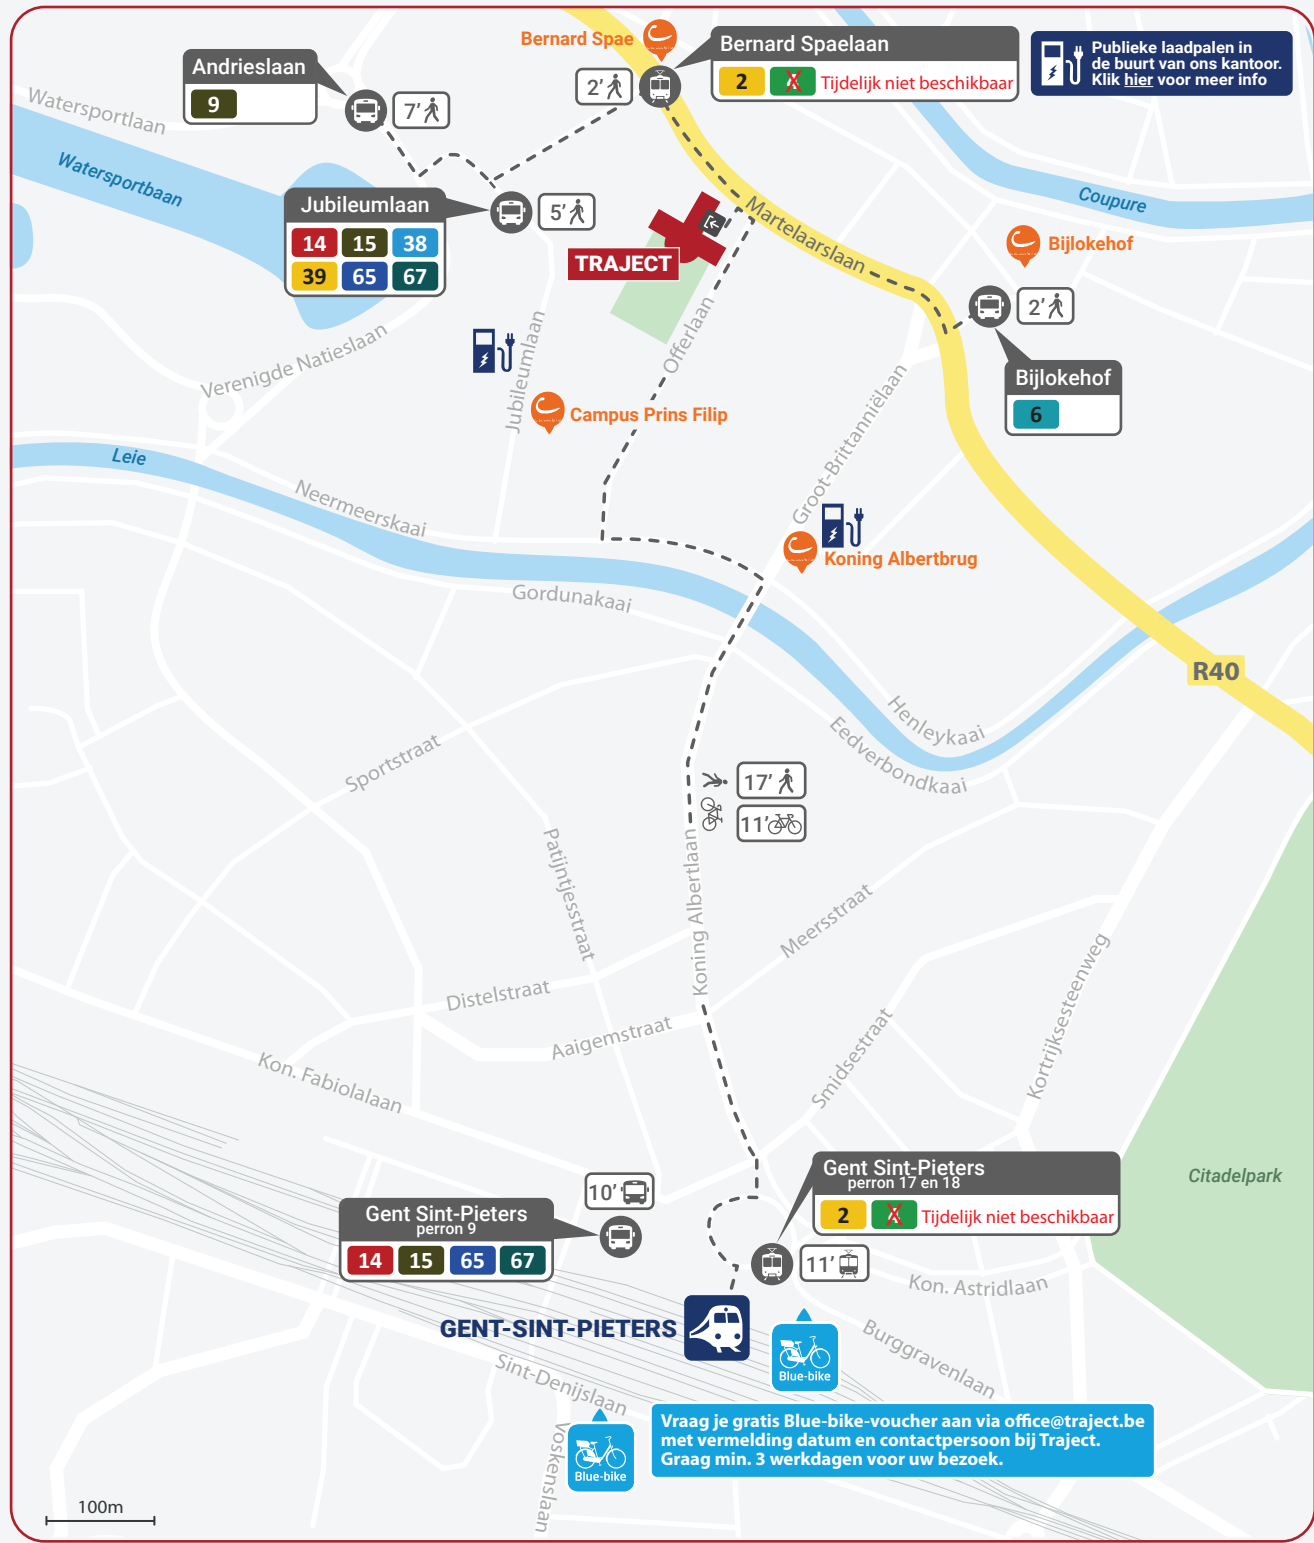 Bernard Spae
Bernard Spaelaan
2
Tijdelijk niet beschikbaar
2'
Publieke laadpalen in
de buurt van ons kantoor.
Klik hier voor meer info
Andrieslaan
9
7'
Watersportlaan
Watersportbaan
Jubileumlaan
14 15 38
39 65 67
5'
TRAJECT
Martelaarslaan
Coupure
Bijlokehof
2'
Bijlokehof
6
Offerlaan
Verenigde Natieslaan
Jubileumlaan
Campus Prins Filip
Groot-Brittanniëlaan
Leie
Neermeerskaai
Koning Albertbrug
Gordunakaai
R40
Henleykaai
Eedverbondkaai
Sportstraat
17'
11'
Patijntjesstraat
Koning Albertlaan
Meersstraat
Distelstraat
Aaigemstraat
Smidsestraat
Kortrijksesteenweg
Kon. Fabiolalaan
Citadelpark
Gent Sint-Pieters
perron 17 en 18
2
Tijdelijk niet beschikbaar
10'
Gent Sint-Pieters
perron 9
14 15 65 67
11'
Kon. Astridlaan
GENT-SINT-PIETERS
Burggravenlaan
Blue-bike
Sint-Denijslaan
Voskenslaan
Blue-bike
Vraag je gratis Blue-bike-voucher aan via office@traject.be
met vermelding datum en contactpersoon bij Traject.
Graag min. 3 werkdagen voor uw bezoek.
100m